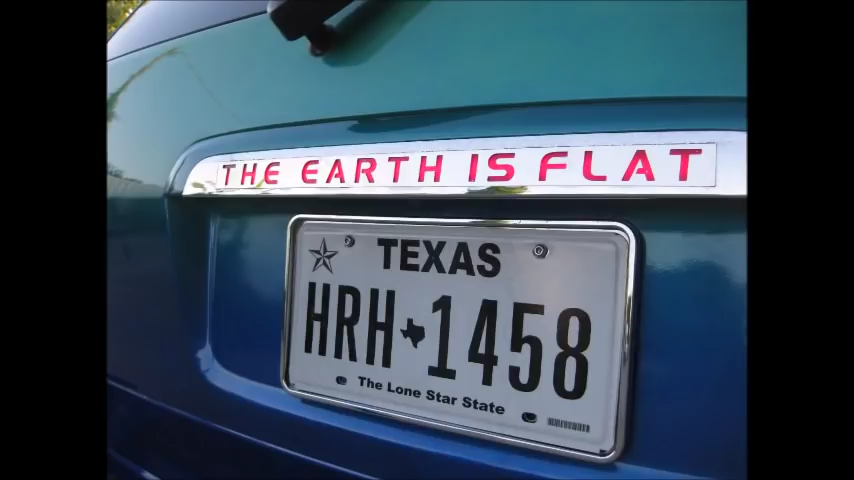 THE EARTH IS FLAT
TEXAS
HRH 1458
The Lone Star State